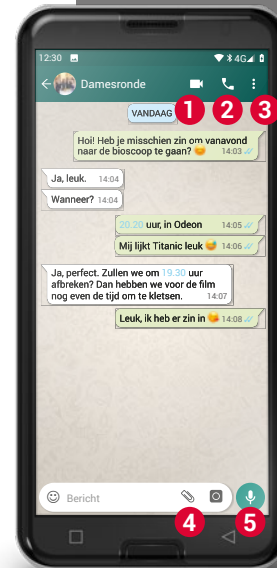 12:30 4G
Damesronde
VANDAAG 1 2 3
Hoi! Heb je misschien zin om vanavond
naar de bioscoop te gaan? 14:03
Ja, leuk. 14:04
Wanneer? 14:04
20.20 uur, in Odeon 14:05
Mij lijkt Titanic leuk 14:06
Ja, perfect. Zullen we om 19.30 uur
afbreken? Dan hebben we voor de film
nog even de tijd om te kletsen. 14:07
Leuk, ik heb er zin in 14:08
Bericht
4 5